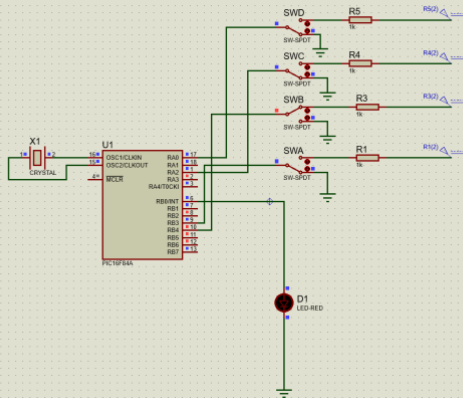 SWD
SW-SPDT
R5
1k
R5(2)
SWC
SW-SPDT
R4
1k
R4(2)
SWB
SW-SPDT
R3
1k
R3(2)
SWA
SW-SPDT
R1
1k
R1(2)
X1
1
2
CRYSTAL
U1
16
OSC1/CLKIN
15
OSC2/CLKOUT
4
MCLR
RA0
17
RA1
18
RA2
1
RA3
2
RA4/T0CKI
3
RB0/INT
6
RB1
7
RB2
8
RB3
9
RB4
10
RB5
11
RB6
12
RB7
13
PIC16F84A
D1
LED-RED